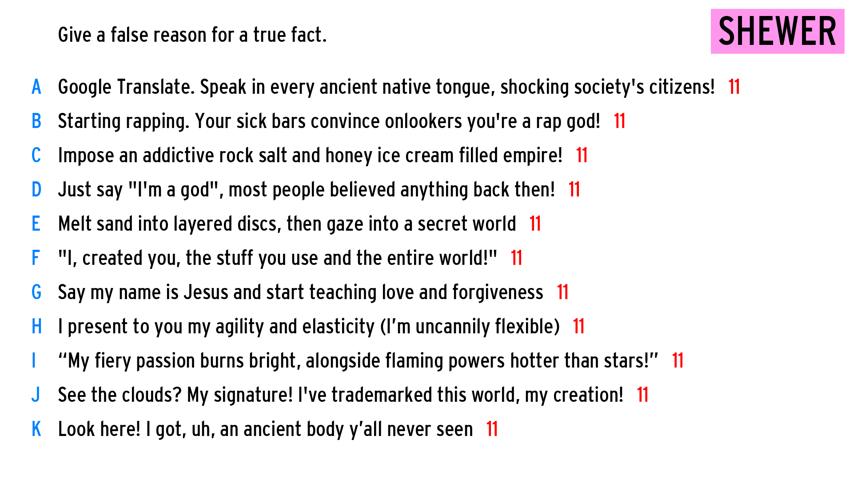 Give a false reason for a true fact.
SHEWER
A Google Translate. Speak in every ancient native tongue, shocking society's citizens! 11
B Starting rapping. Your sick bars convince onlookers you're a rap god! 11
C Impose an addictive rock salt and honey ice cream filled empire! 11
D Just say "I'm a god", most people believed anything back then! 11
E Melt sand into layered discs, then gaze into a secret world 11
F "I, created you, the stuff you use and the entire world!" 11
G Say my name is Jesus and start teaching love and forgiveness 11
H I present to you my agility and elasticity (I’m uncannily flexible) 11
I “My fiery passion burns bright, alongside flaming powers hotter than stars!” 11
J See the clouds? My signature! I've trademarked this world, my creation! 11
K Look here! I got, uh, an ancient body y’all never seen 11